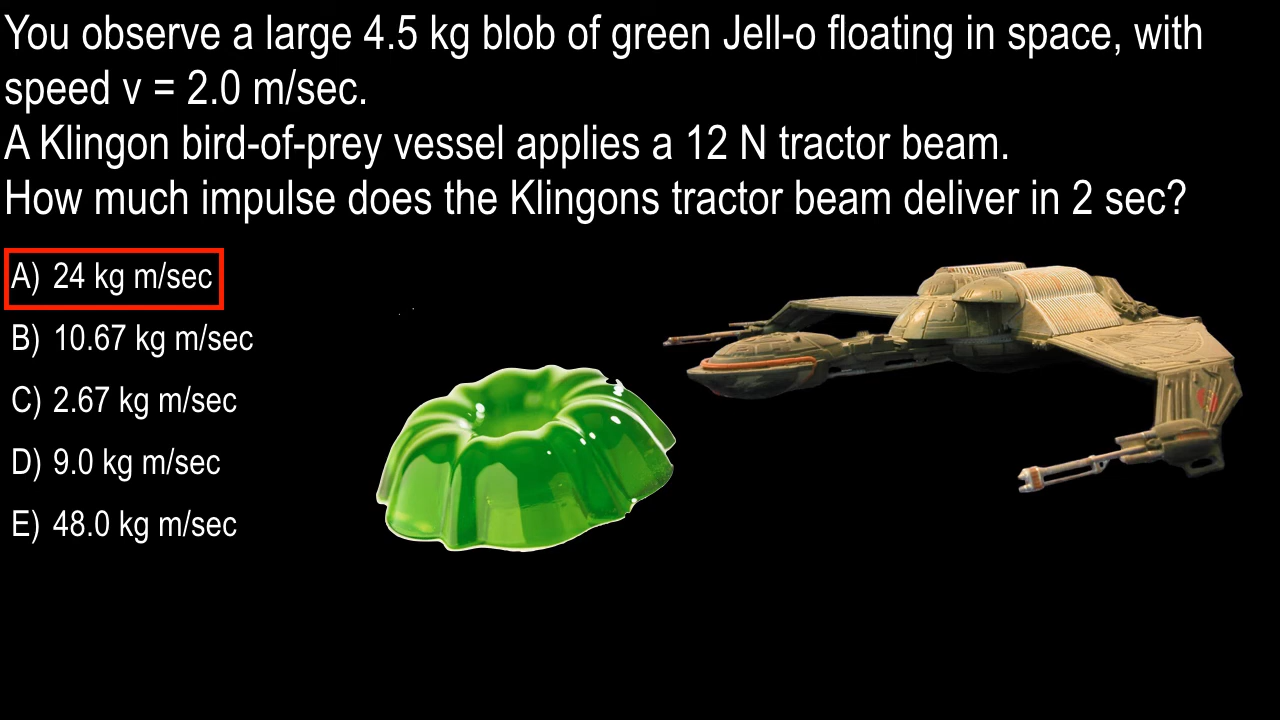 You observe a large 4.5 kg blob of green Jell-o floating in space, with
speed v = 2.0 m/sec.
A Klingon bird-of-prey vessel applies a 12 N tractor beam.
How much impulse does the Klingons tractor beam deliver in 2 sec?
A) 24 kg m/sec
B) 10.67 kg m/sec
C) 2.67 kg m/sec
D) 9.0 kg m/sec
E) 48.0 kg m/sec